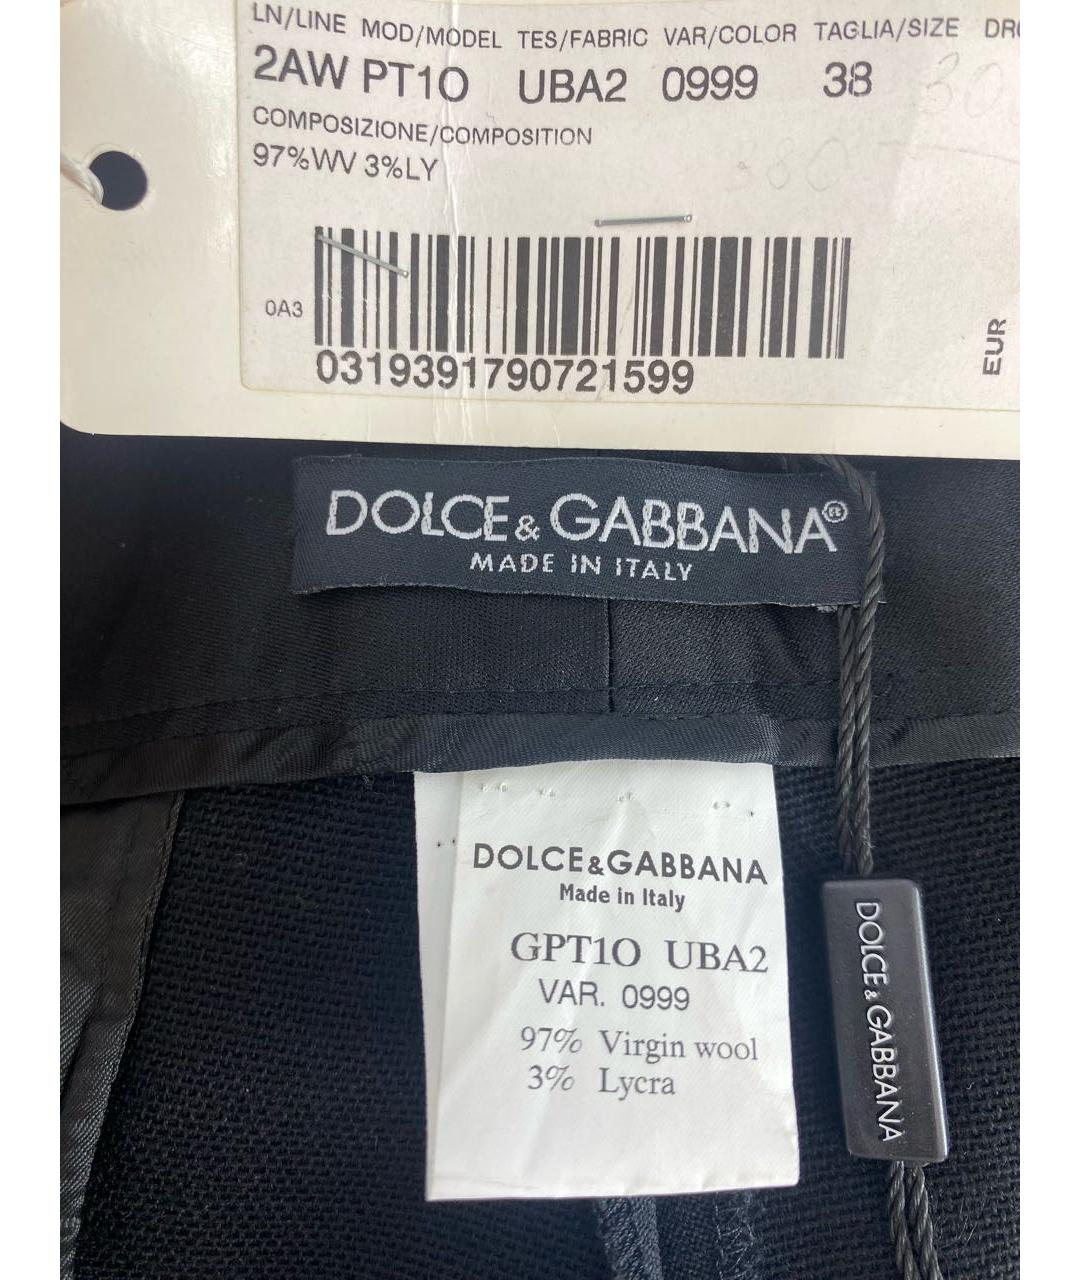 LN/LINE MOD/MODEL TES/FABRIC VAR/COLOR TAGLIA/SIZE
2AW PT1O UBA2 0999 38
COMPOSIZIONE/COMPOSITION
97%WV 3%LY
380
0A3
0319391790721599
EUR
DOLCE&GABBANA®
MADE IN ITALY
DOLCE&GABBANA
Made in Italy
GPT1O UBA2
VAR. 0999
97% Virgin wool
3% Lycra
DOLCE&GABBANA